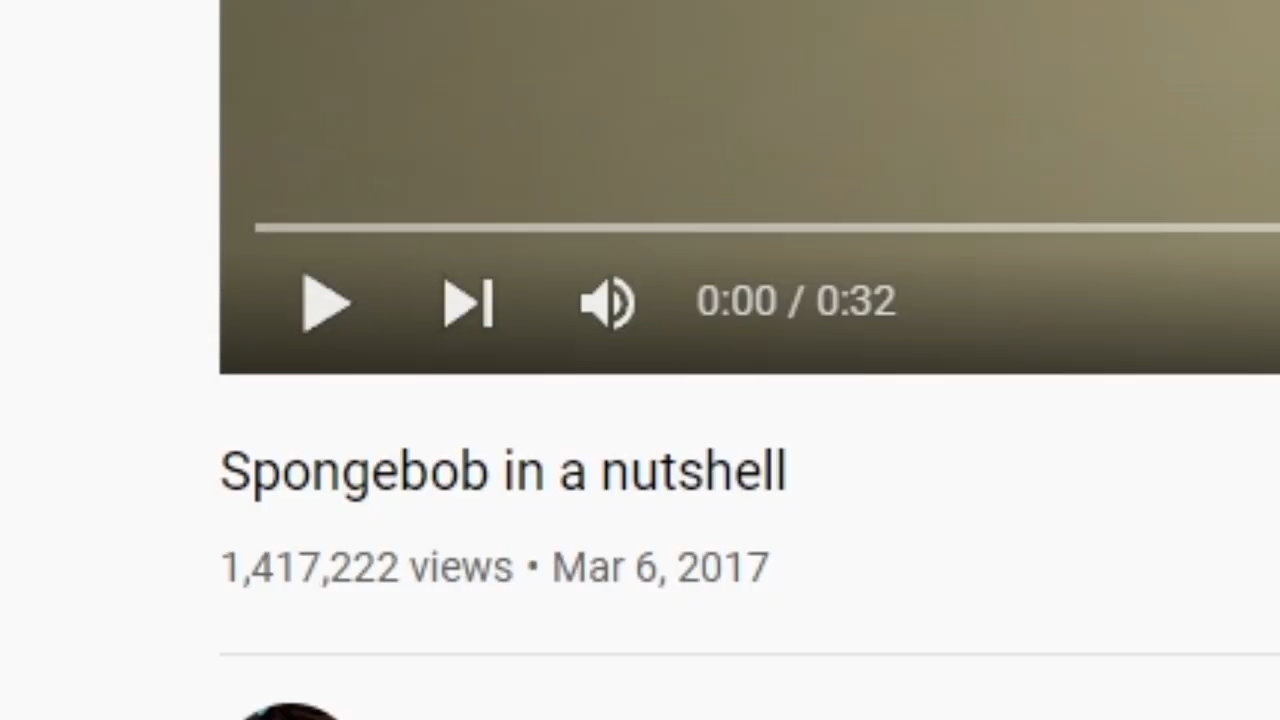 0:00 / 0:32
Spongebob in a nutshell
1,417,222 views • Mar 6, 2017